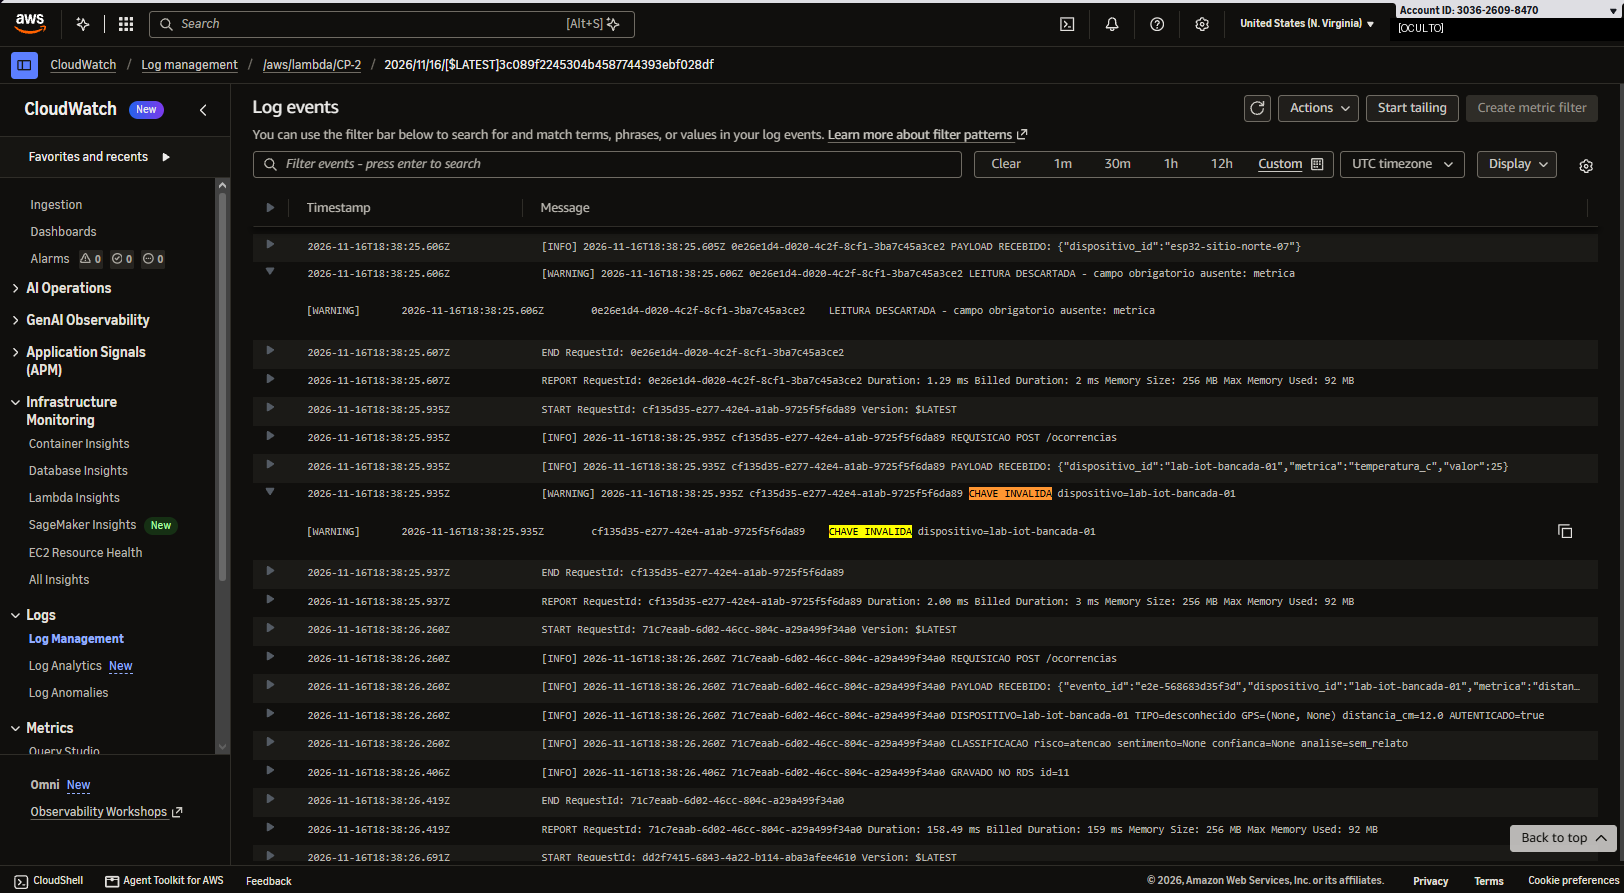 aws
Search
[Alt+S]
United States (N. Virginia)
Account ID: 3036-2609-8470
[OCULTO]
CloudWatch / Log management / /aws/lambda/CP-2 / 2026/11/16/[$LATEST]3c089f2245304b4587744393ebf028df
CloudWatch New
Favorites and recents
Ingestion
Dashboards
Alarms 0 0 0
AI Operations
GenAI Observability
Application Signals
(APM)
Infrastructure
Monitoring
Container Insights
Database Insights
Lambda Insights
SageMaker Insights New
EC2 Resource Health
All Insights
Logs
Log Management
Log Analytics New
Log Anomalies
Metrics
Query Studio
Omni New
Observability Workshops
Log events
Actions
Start tailing
Create metric filter
You can use the filter bar below to search for and match terms, phrases, or values in your log events. Learn more about filter patterns
Filter events - press enter to search
Clear 1m 30m 1h 12h Custom
UTC timezone
Display
Timestamp Message
2026-11-16T18:38:25.606Z [INFO] 2026-11-16T18:38:25.605Z 0e26e1d4-d020-4c2f-8cf1-3ba7c45a3ce2 PAYLOAD RECEBIDO: {"dispositivo_id":"esp32-sitio-norte-07"}
2026-11-16T18:38:25.606Z [WARNING] 2026-11-16T18:38:25.606Z 0e26e1d4-d020-4c2f-8cf1-3ba7c45a3ce2 LEITURA DESCARTADA - campo obrigatorio ausente: metrica
[WARNING] 2026-11-16T18:38:25.606Z 0e26e1d4-d020-4c2f-8cf1-3ba7c45a3ce2 LEITURA DESCARTADA - campo obrigatorio ausente: metrica
2026-11-16T18:38:25.607Z END RequestId: 0e26e1d4-d020-4c2f-8cf1-3ba7c45a3ce2
2026-11-16T18:38:25.607Z REPORT RequestId: 0e26e1d4-d020-4c2f-8cf1-3ba7c45a3ce2 Duration: 1.29 ms Billed Duration: 2 ms Memory Size: 256 MB Max Memory Used: 92 MB
2026-11-16T18:38:25.935Z START RequestId: cf135d35-e277-42e4-a1ab-9725f5f6da89 Version: $LATEST
2026-11-16T18:38:25.935Z [INFO] 2026-11-16T18:38:25.935Z cf135d35-e277-42e4-a1ab-9725f5f6da89 REQUISICAO POST /ocorrencias
2026-11-16T18:38:25.935Z [INFO] 2026-11-16T18:38:25.935Z cf135d35-e277-42e4-a1ab-9725f5f6da89 PAYLOAD RECEBIDO: {"dispositivo_id":"lab-iot-bancada-01","metrica":"temperatura_c","valor":25}
2026-11-16T18:38:25.935Z [WARNING] 2026-11-16T18:38:25.935Z cf135d35-e277-42e4-a1ab-9725f5f6da89 CHAVE INVALIDA dispositivo=lab-iot-bancada-01
[WARNING] 2026-11-16T18:38:25.935Z cf135d35-e277-42e4-a1ab-9725f5f6da89 CHAVE INVALIDA dispositivo=lab-iot-bancada-01
2026-11-16T18:38:25.937Z END RequestId: cf135d35-e277-42e4-a1ab-9725f5f6da89
2026-11-16T18:38:25.937Z REPORT RequestId: cf135d35-e277-42e4-a1ab-9725f5f6da89 Duration: 2.00 ms Billed Duration: 3 ms Memory Size: 256 MB Max Memory Used: 92 MB
2026-11-16T18:38:26.260Z START RequestId: 71c7eaab-6d02-46cc-804c-a29a499f34a0 Version: $LATEST
2026-11-16T18:38:26.260Z [INFO] 2026-11-16T18:38:26.260Z 71c7eaab-6d02-46cc-804c-a29a499f34a0 REQUISICAO POST /ocorrencias
2026-11-16T18:38:26.260Z [INFO] 2026-11-16T18:38:26.260Z 71c7eaab-6d02-46cc-804c-a29a499f34a0 PAYLOAD RECEBIDO: {"evento_id":"e2e-568683d35f3d","dispositivo_id":"lab-iot-bancada-01","metrica":"distan…
2026-11-16T18:38:26.260Z [INFO] 2026-11-16T18:38:26.260Z 71c7eaab-6d02-46cc-804c-a29a499f34a0 DISPOSITIVO=lab-iot-bancada-01 TIPO=desconhecido GPS=(None, None) distancia_cm=12.0 AUTENTICADO=true
2026-11-16T18:38:26.260Z [INFO] 2026-11-16T18:38:26.260Z 71c7eaab-6d02-46cc-804c-a29a499f34a0 CLASSIFICACAO risco=atencao sentimento=None confianca=None analise=sem_relato
2026-11-16T18:38:26.406Z [INFO] 2026-11-16T18:38:26.406Z 71c7eaab-6d02-46cc-804c-a29a499f34a0 GRAVADO NO RDS id=11
2026-11-16T18:38:26.419Z END RequestId: 71c7eaab-6d02-46cc-804c-a29a499f34a0
2026-11-16T18:38:26.419Z REPORT RequestId: 71c7eaab-6d02-46cc-804c-a29a499f34a0 Duration: 158.49 ms Billed Duration: 159 ms Memory Size: 256 MB Max Memory Used: 92 MB
2026-11-16T18:38:26.691Z START RequestId: dd2f7415-6843-4a22-b114-aba3afee4610 Version: $LATEST
Back to top
CloudShell Agent Toolkit for AWS Feedback
© 2026, Amazon Web Services, Inc. or its affiliates. Privacy Terms Cookie preferences